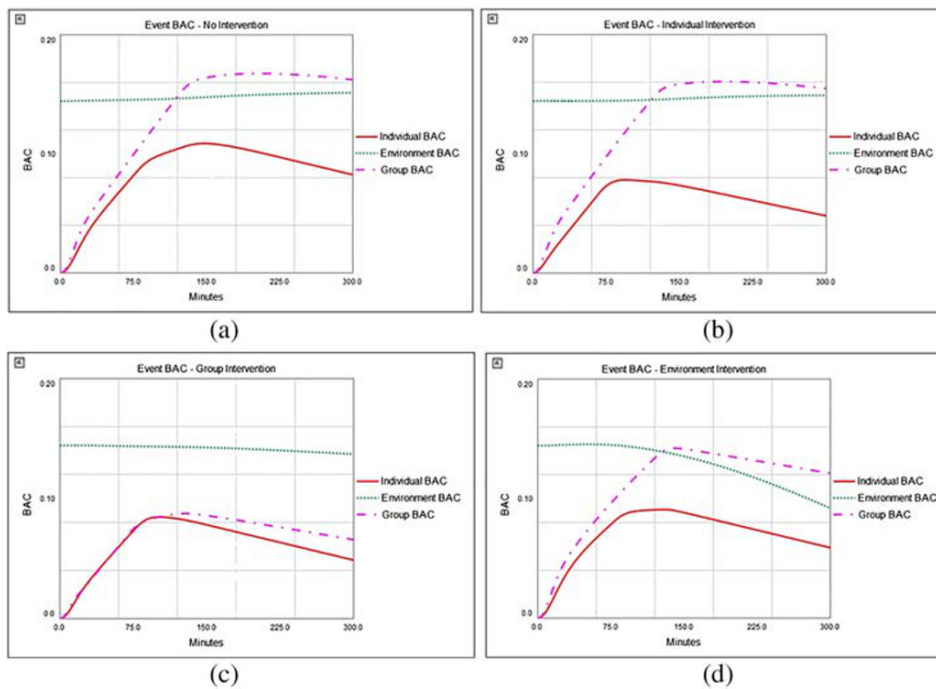 Event BAC - No Intervention
0.20
0.10
0.0
BAC
0.0 75.0 150.0 225.0 300.0
Minutes
Individual BAC
Environment BAC
Group BAC
(a)
Event BAC - Individual Intervention
0.20
0.10
0.0
BAC
0.0 75.0 150.0 225.0 300.0
Minutes
Individual BAC
Environment BAC
Group BAC
(b)
Event BAC - Group Intervention
0.20
0.10
0.0
BAC
0.0 75.0 150.0 225.0 300.0
Minutes
Individual BAC
Environment BAC
Group BAC
(c)
Event BAC - Environment Intervention
0.20
0.10
0.0
BAC
0.0 75.0 150.0 225.0 300.0
Minutes
Individual BAC
Environment BAC
Group BAC
(d)